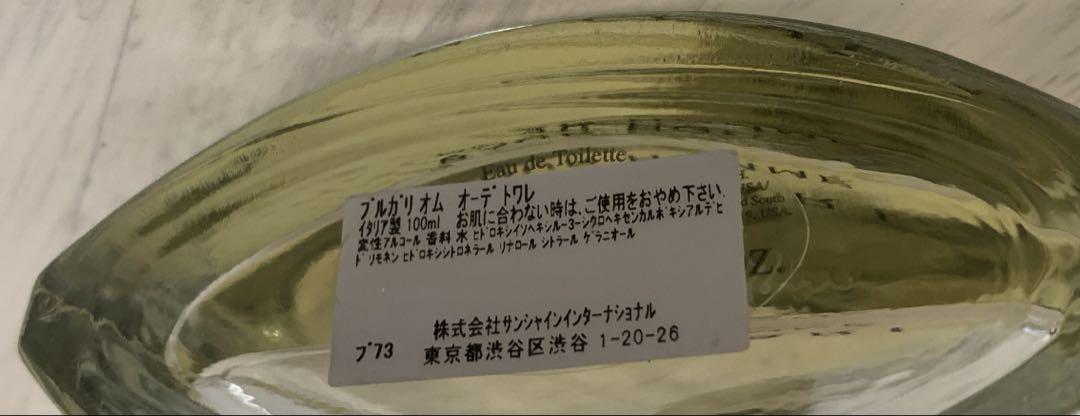 Eau de Toilette
ブルガリ オム オーデ トワレ
イタリア製 100ml お肌に合わない時は、ご使用をおやめ下さい.
変性アルコール 香料 水 ヒドロキシイソヘキシル-3-シクロヘキセンカルボキシアルデヒ
ド リモネン ヒドロキシシトロネラール リナロール シトラール ゲラニオール
株式会社サンシャインインターナショナル
ブ73 東京都渋谷区渋谷 1-20-26
USA/
South
USA.
Z.